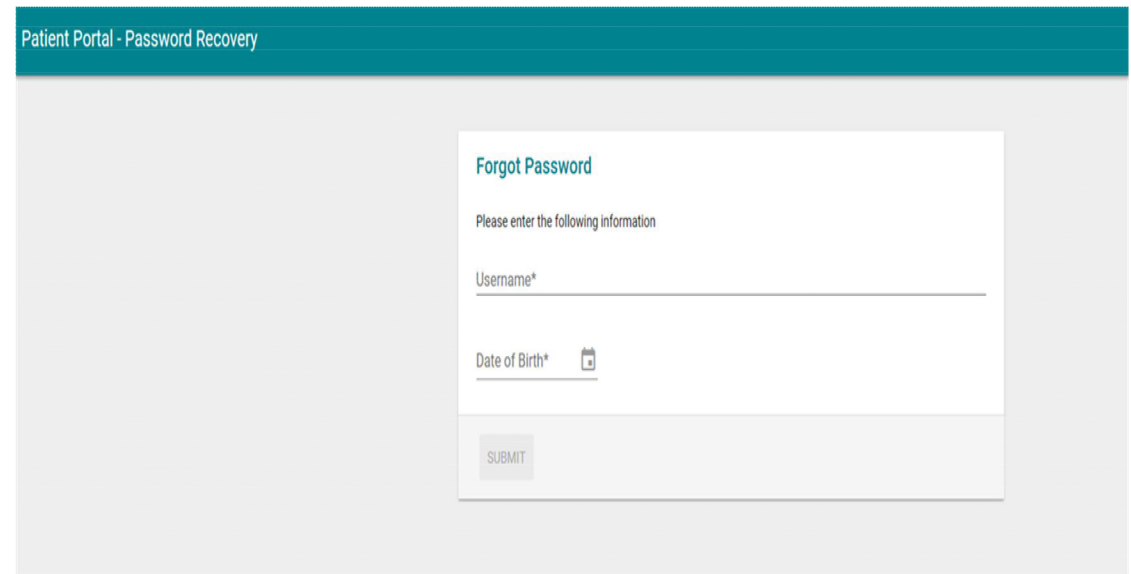 Patient Portal - Password Recovery
Forgot Password
Please enter the following information
Username*
Date of Birth*
SUBMIT